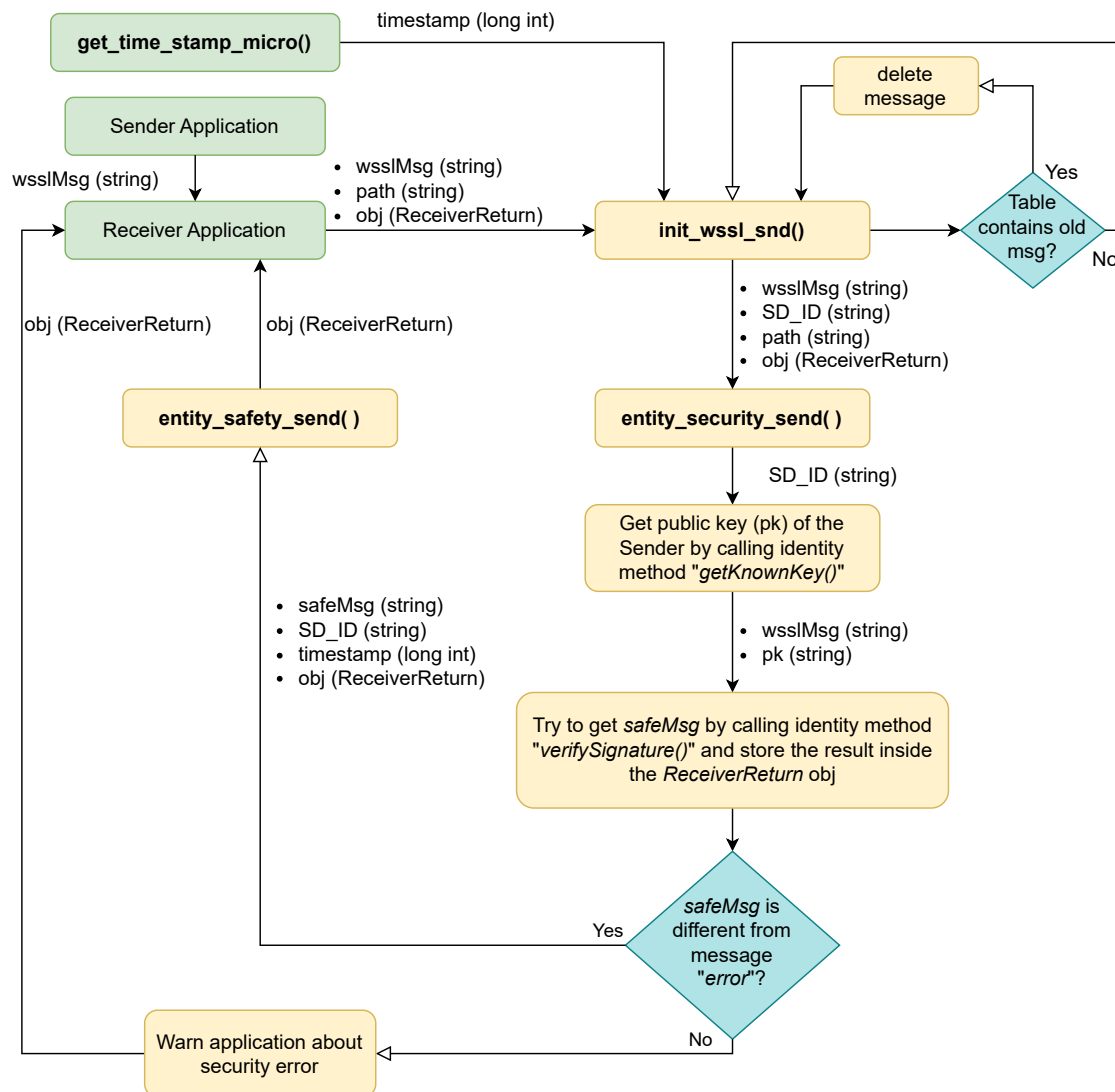 timestamp (long int)
get_time_stamp_micro()
delete
message
Sender Application
wsslMsg (string)
• wsslMsg (string)
• path (string)
• obj (ReceiverReturn)
Yes
Receiver Application
init_wssl_snd()
Table
contains old
msg?
No
obj (ReceiverReturn)
obj (ReceiverReturn)
• wsslMsg (string)
• SD_ID (string)
• path (string)
• obj (ReceiverReturn)
entity_safety_send( )
entity_security_send( )
SD_ID (string)
Get public key (pk) of the
Sender by calling identity
method "getKnownKey()"
• safeMsg (string)
• SD_ID (string)
• timestamp (long int)
• obj (ReceiverReturn)
• wsslMsg (string)
• pk (string)
Try to get safeMsg by calling identity method
"verifySignature()" and store the result inside
the ReceiverReturn obj
Yes
safeMsg is
different from
message
"error"?
No
Warn application about
security error